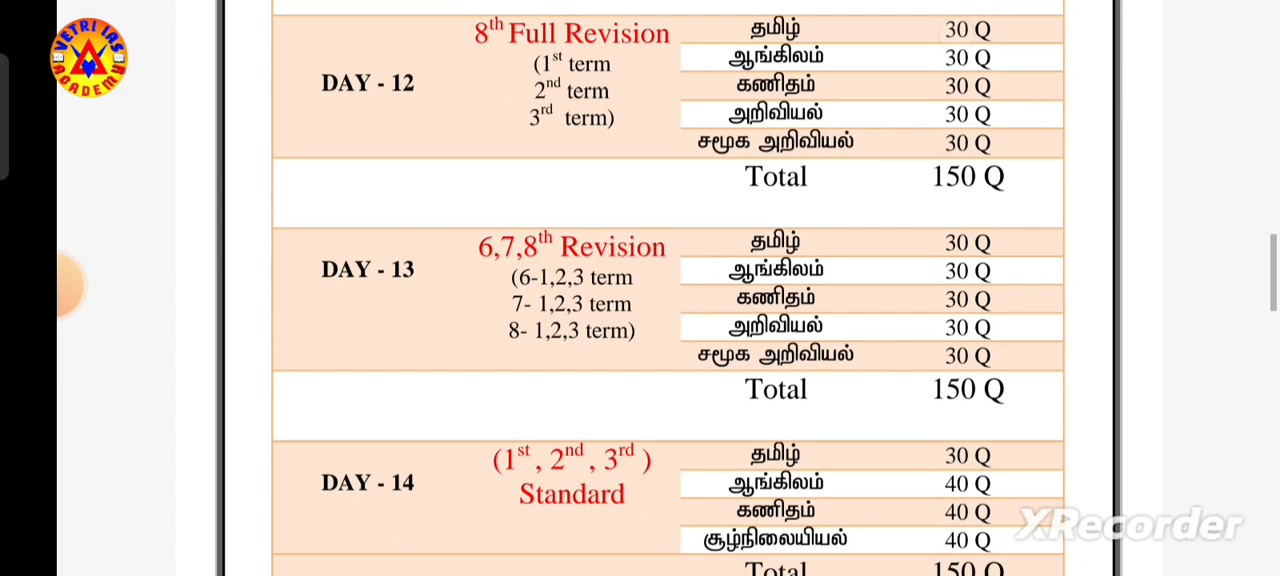 VETRI IAS
ACADEMY
8th Full Revision
(1st term
2nd term
3rd term)
DAY - 12
தமிழ் 30 Q
ஆங்கிலம் 30 Q
கணிதம் 30 Q
அறிவியல் 30 Q
சமூக அறிவியல் 30 Q
Total 150 Q
6,7,8th Revision
(6-1,2,3 term
7- 1,2,3 term
8- 1,2,3 term)
DAY - 13
தமிழ் 30 Q
ஆங்கிலம் 30 Q
கணிதம் 30 Q
அறிவியல் 30 Q
சமூக அறிவியல் 30 Q
Total 150 Q
(1st , 2nd , 3rd )
Standard
DAY - 14
தமிழ் 30 Q
ஆங்கிலம் 40 Q
கணிதம் 40 Q
சூழ்நிலையியல் 40 Q
Total 150 Q
XRecorder